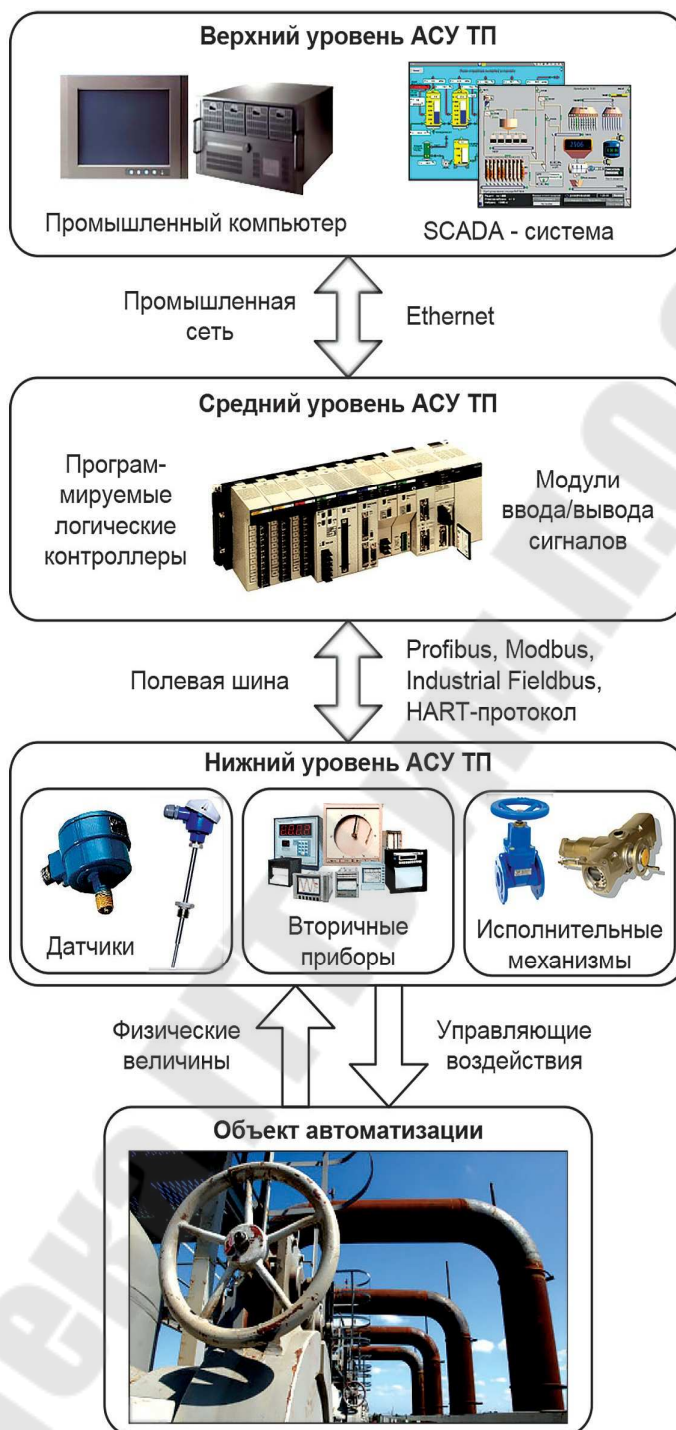 Верхний уровень АСУ ТП
Промышленный компьютер
SCADA - система
Промышленная
сеть
Ethernet
Средний уровень АСУ ТП
Програм-
мируемые
логические
контроллеры
Модули
ввода/вывода
сигналов
Полевая шина
Profibus, Modbus,
Industrial Fieldbus,
HART-протокол
Нижний уровень АСУ ТП
Датчики
Вторичные
приборы
Исполнительные
механизмы
Физические
величины
Управляющие
воздействия
Объект автоматизации